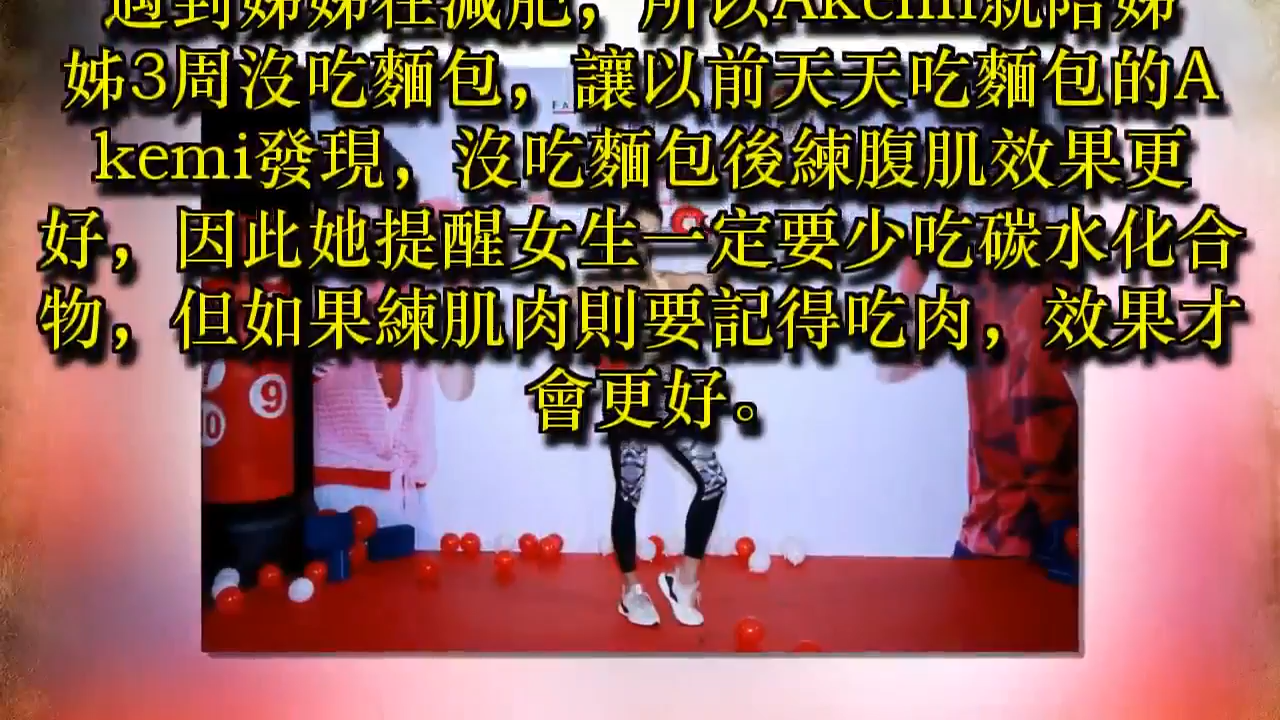 遇到姊姊在減肥，所以Akemi就陪姊
姊3周沒吃麵包，讓以前天天吃麵包的A
kemi發現，沒吃麵包後練腹肌效果更
好，因此她提醒女生一定要少吃碳水化合
物，但如果練肌肉則要記得吃肉，效果才
會更好。
9